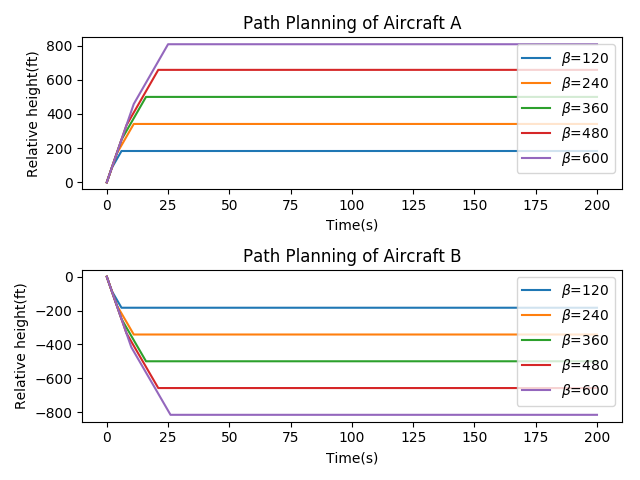 Path Planning of Aircraft A
Relative height(ft)
800
600
400
200
0
β=120
β=240
β=360
β=480
β=600
0 25 50 75 100 125 150 175 200
Time(s)
Path Planning of Aircraft B
Relative height(ft)
0
−200
−400
−600
−800
β=120
β=240
β=360
β=480
β=600
0 25 50 75 100 125 150 175 200
Time(s)